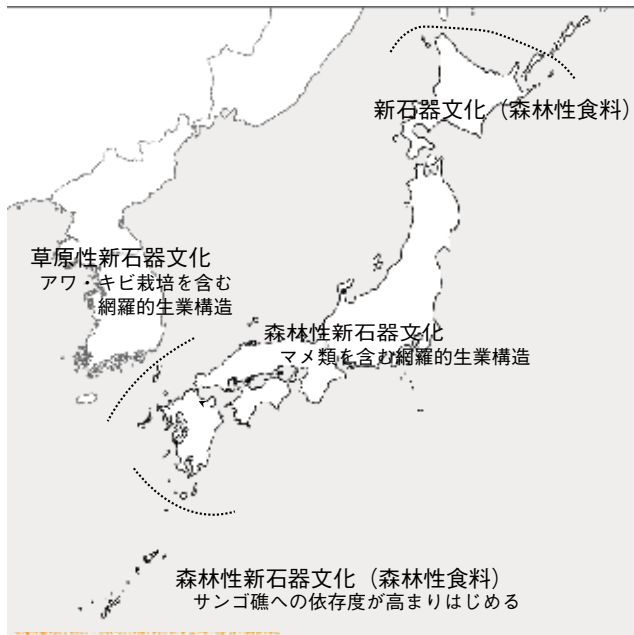 新石器文化（森林性食料）
草原性新石器文化
アワ・キビ栽培を含む
網羅的生業構造
森林性新石器文化
マメ類を含む網羅的生業構造
森林性新石器文化（森林性食料）
サンゴ礁への依存度が高まりはじめる